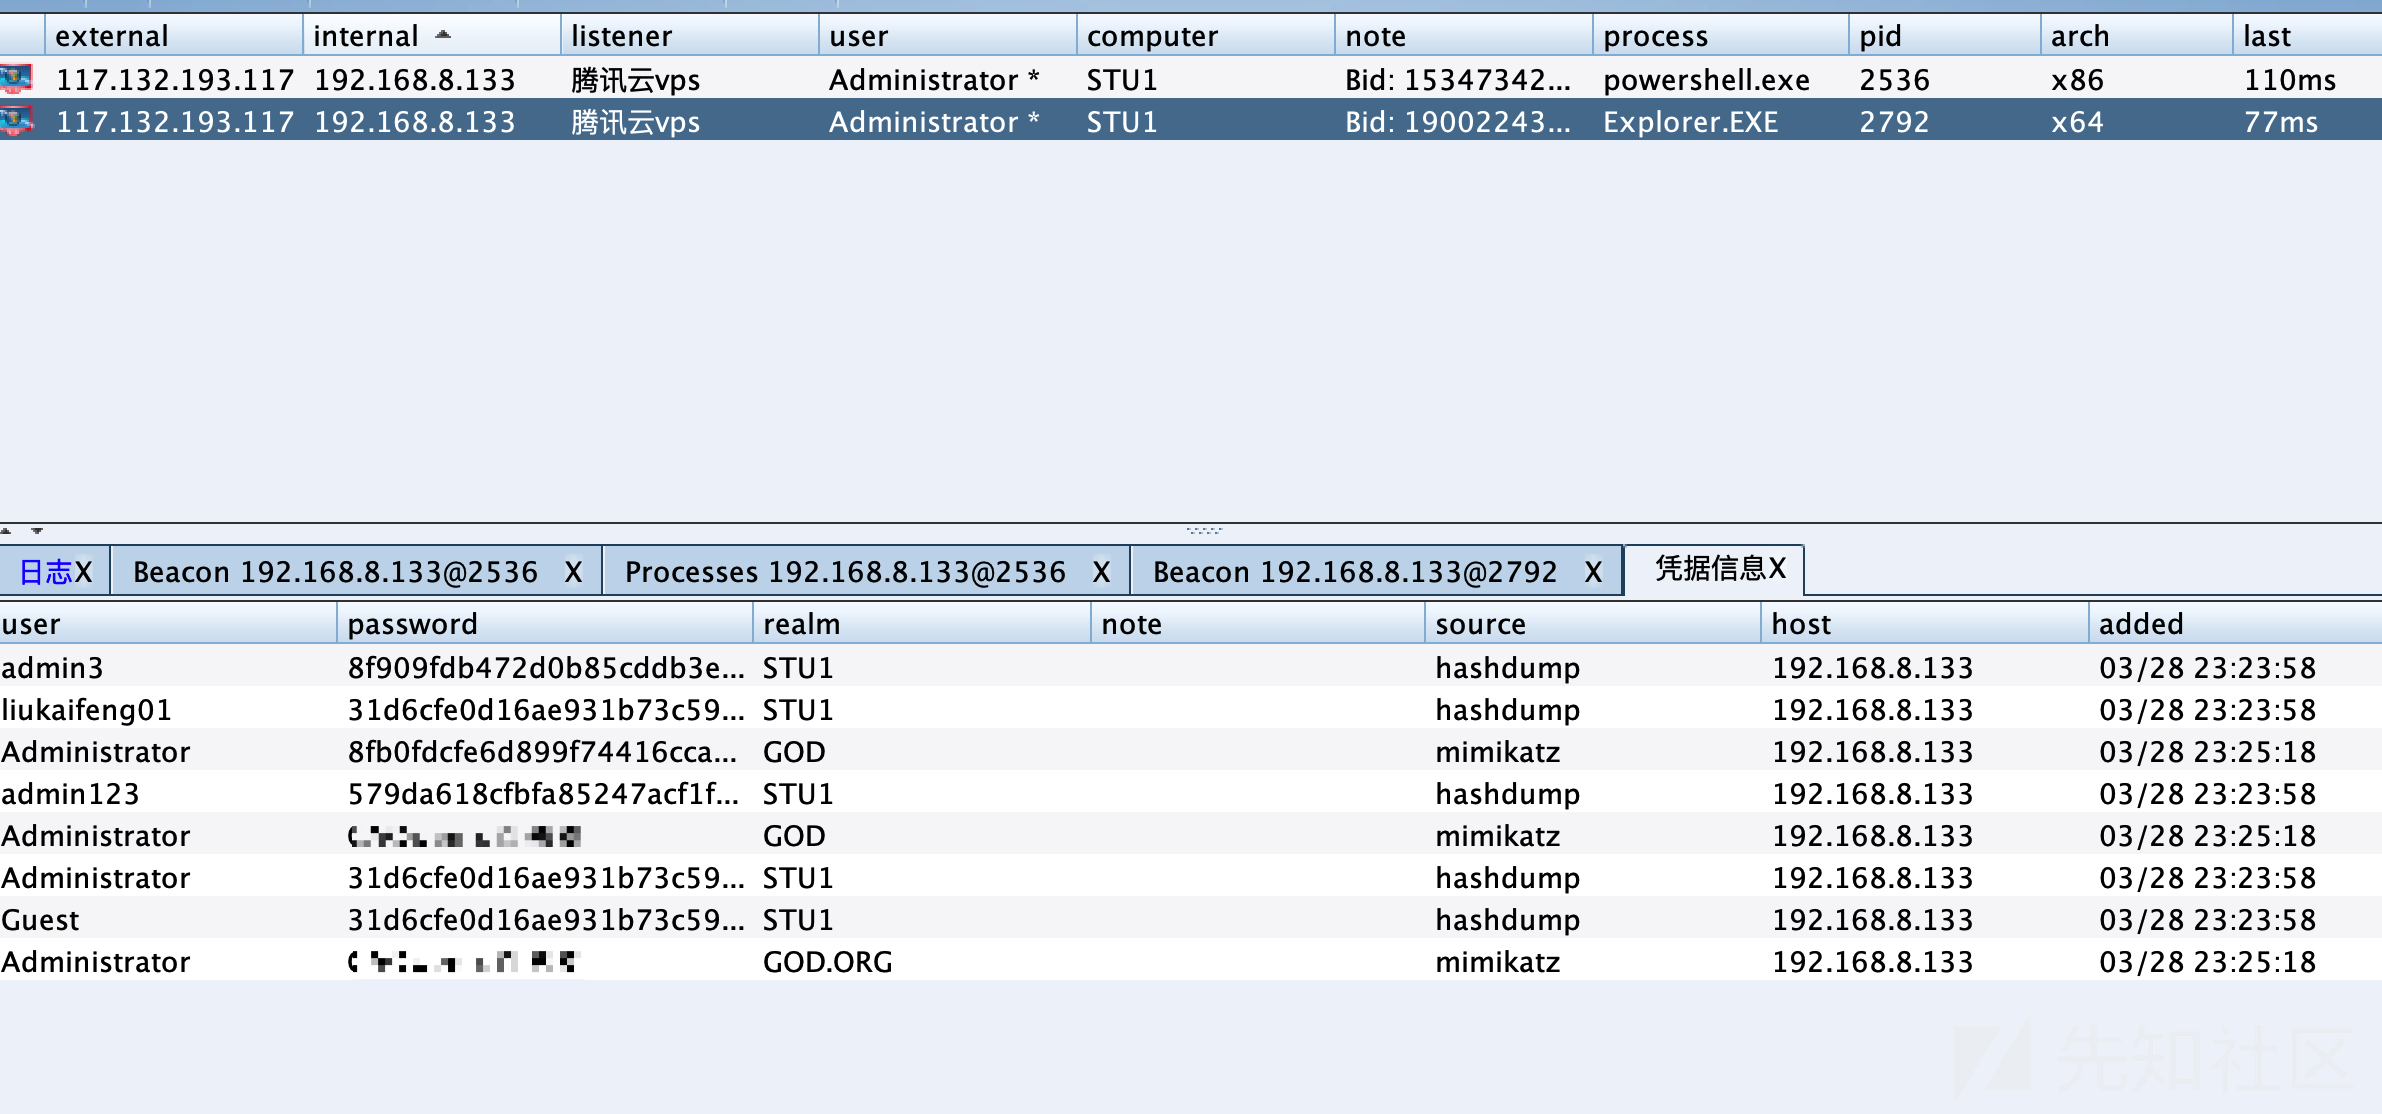 external internal listener user computer note process pid arch last
117.132.193.117 192.168.8.133 腾讯云vps Administrator * STU1 Bid: 15347342... powershell.exe 2536 x86 110ms
117.132.193.117 192.168.8.133 腾讯云vps Administrator * STU1 Bid: 19002243... Explorer.EXE 2792 x64 77ms
日志X Beacon 192.168.8.133@2536 X Processes 192.168.8.133@2536 X Beacon 192.168.8.133@2792 X 凭据信息X
user password realm note source host added
admin3 8f909fdb472d0b85cddb3e... STU1 hashdump 192.168.8.133 03/28 23:23:58
liukaifeng01 31d6cfe0d16ae931b73c59... STU1 hashdump 192.168.8.133 03/28 23:23:58
Administrator 8fb0fdcfe6d899f74416cca... GOD mimikatz 192.168.8.133 03/28 23:25:18
admin123 579da618cfbfa85247acf1f... STU1 hashdump 192.168.8.133 03/28 23:23:58
Administrator GOD mimikatz 192.168.8.133 03/28 23:25:18
Administrator 31d6cfe0d16ae931b73c59... STU1 hashdump 192.168.8.133 03/28 23:23:58
Guest 31d6cfe0d16ae931b73c59... STU1 hashdump 192.168.8.133 03/28 23:23:58
Administrator GOD.ORG mimikatz 192.168.8.133 03/28 23:25:18
先知社区